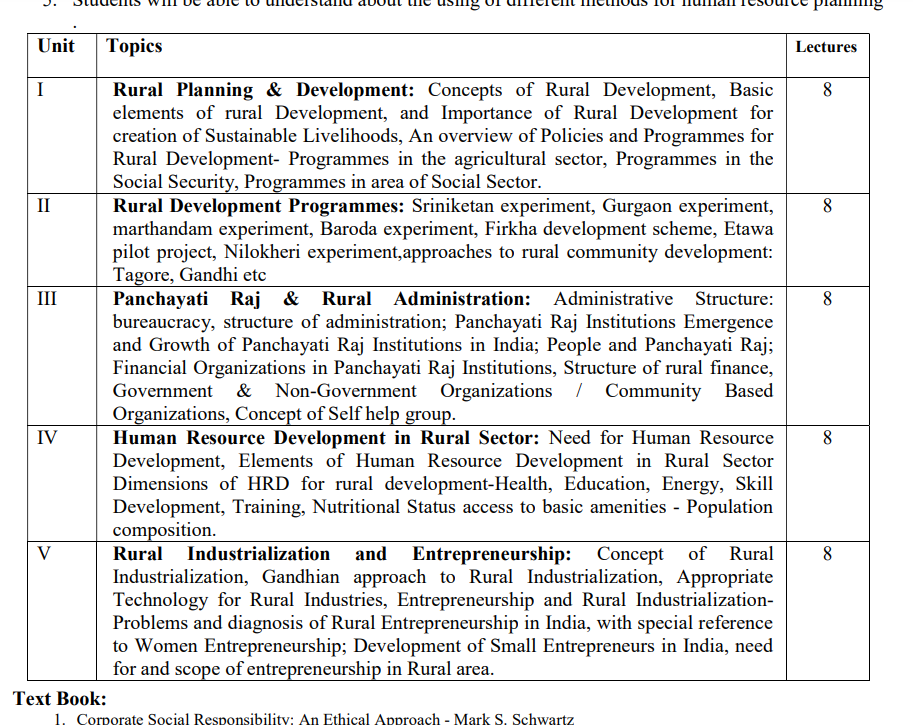 5. Students will be able to understand about the using of different methods for human resource planning
.
Unit Topics Lectures
I Rural Planning & Development: Concepts of Rural Development, Basic 8
elements of rural Development, and Importance of Rural Development for
creation of Sustainable Livelihoods, An overview of Policies and Programmes for
Rural Development- Programmes in the agricultural sector, Programmes in the
Social Security, Programmes in area of Social Sector.
II Rural Development Programmes: Sriniketan experiment, Gurgaon experiment, 8
marthandam experiment, Baroda experiment, Firkha development scheme, Etawa
pilot project, Nilokheri experiment,approaches to rural community development:
Tagore, Gandhi etc
III Panchayati Raj & Rural Administration: Administrative Structure: 8
bureaucracy, structure of administration; Panchayati Raj Institutions Emergence
and Growth of Panchayati Raj Institutions in India; People and Panchayati Raj;
Financial Organizations in Panchayati Raj Institutions, Structure of rural finance,
Government & Non-Government Organizations / Community Based
Organizations, Concept of Self help group.
IV Human Resource Development in Rural Sector: Need for Human Resource 8
Development, Elements of Human Resource Development in Rural Sector
Dimensions of HRD for rural development-Health, Education, Energy, Skill
Development, Training, Nutritional Status access to basic amenities - Population
composition.
V Rural Industrialization and Entrepreneurship: Concept of Rural 8
Industrialization, Gandhian approach to Rural Industrialization, Appropriate
Technology for Rural Industries, Entrepreneurship and Rural Industrialization-
Problems and diagnosis of Rural Entrepreneurship in India, with special reference
to Women Entrepreneurship; Development of Small Entrepreneurs in India, need
for and scope of entrepreneurship in Rural area.
Text Book:
1. Corporate Social Responsibility: An Ethical Approach - Mark S. Schwartz